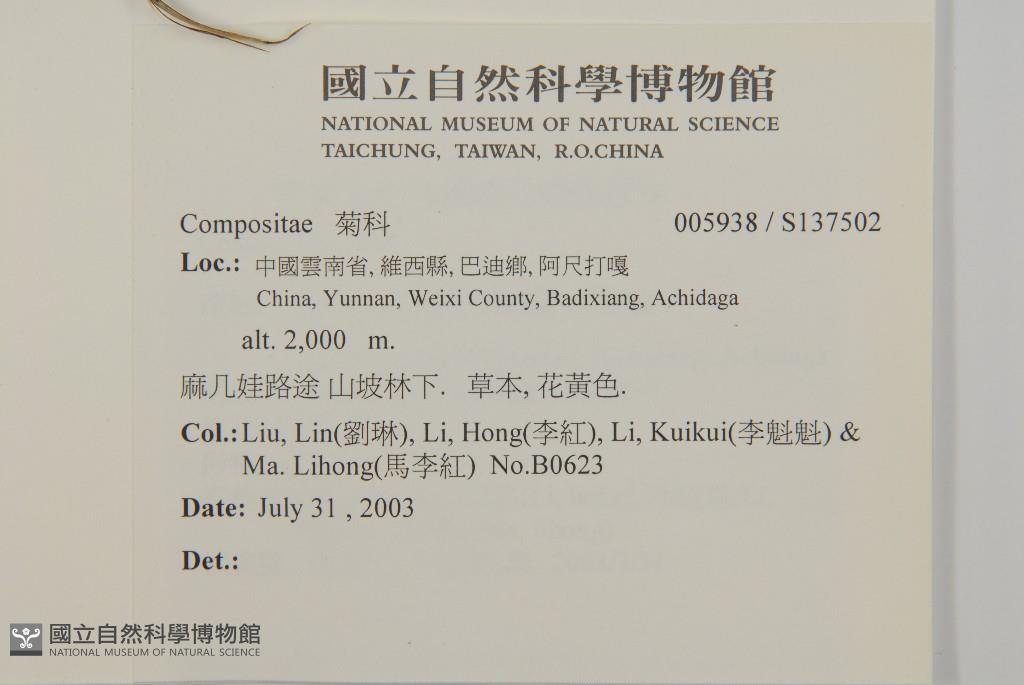 國立自然科學博物館
NATIONAL MUSEUM OF NATURAL SCIENCE
TAICHUNG, TAIWAN, R.O.CHINA
Compositae 菊科 005938 / S137502
Loc.: 中國雲南省, 維西縣, 巴迪鄉, 阿尺打嘎
China, Yunnan, Weixi County, Badixiang, Achidaga
alt. 2,000 m.
麻几娃路途 山坡林下. 草本, 花黃色.
Col.: Liu, Lin(劉琳), Li, Hong(李紅), Li, Kuikui(李魁魁) &
Ma. Lihong(馬李紅) No.B0623
Date: July 31 , 2003
Det.:
國立自然科學博物館
NATIONAL MUSEUM OF NATURAL SCIENCE